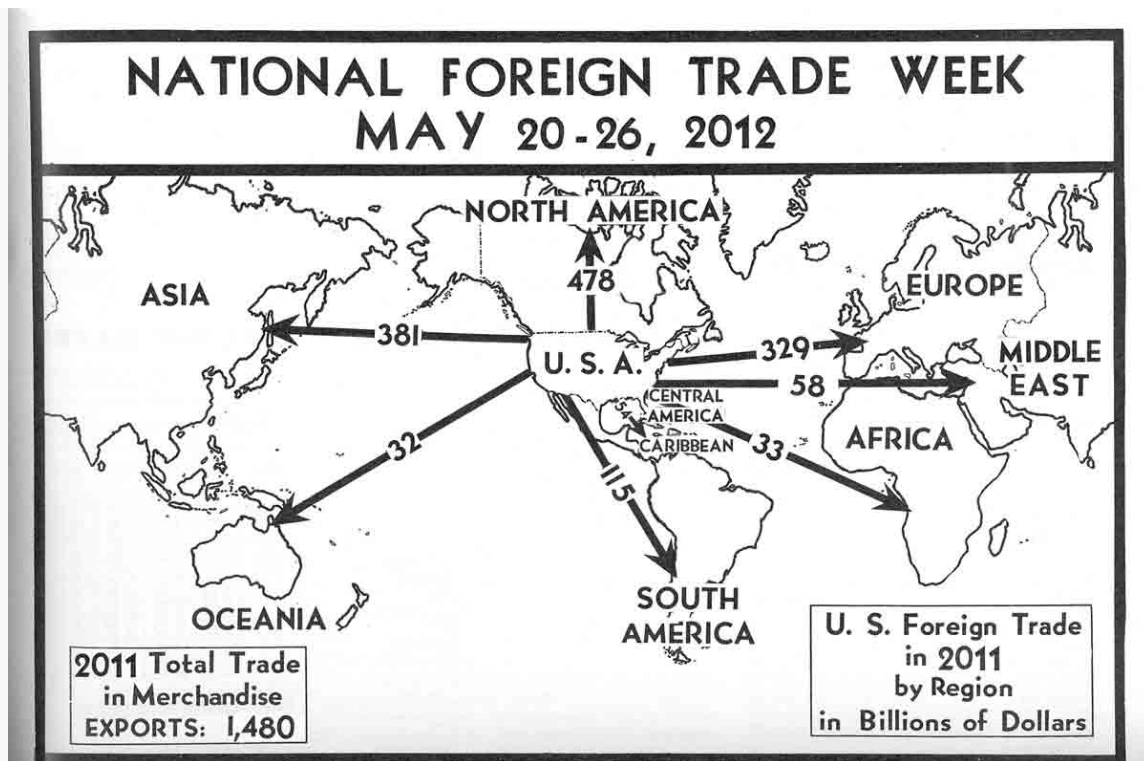 NATIONAL FOREIGN TRADE WEEK
MAY 20-26, 2012
NORTH AMERICA
478
ASIA
EUROPE
381
329
MIDDLE
EAST
U. S. A.
58
CENTRAL
AMERICA
54
CARIBBEAN
33
AFRICA
32
115
OCEANIA
SOUTH
AMERICA
2011 Total Trade
in Merchandise
EXPORTS: 1,480
U. S. Foreign Trade
in 2011
by Region
in Billions of Dollars